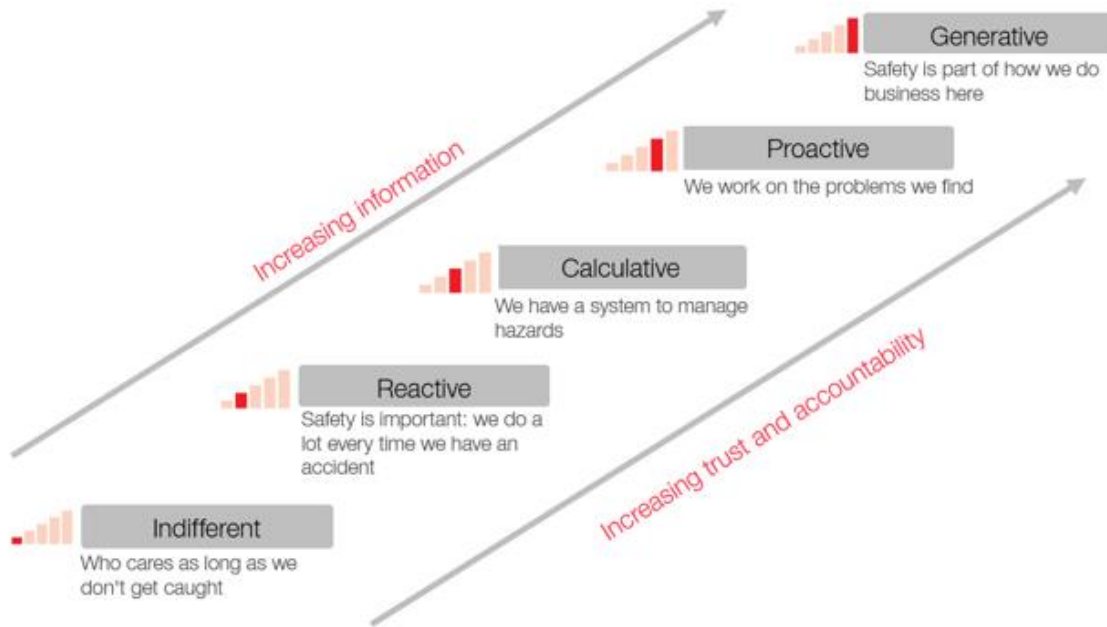 Generative
Safety is part of how we do
business here
Increasing information
Proactive
We work on the problems we find
Calculative
We have a system to manage
hazards
Increasing trust and accountability
Reactive
Safety is important: we do a
lot every time we have an
accident
Indifferent
Who cares as long as we
don't get caught